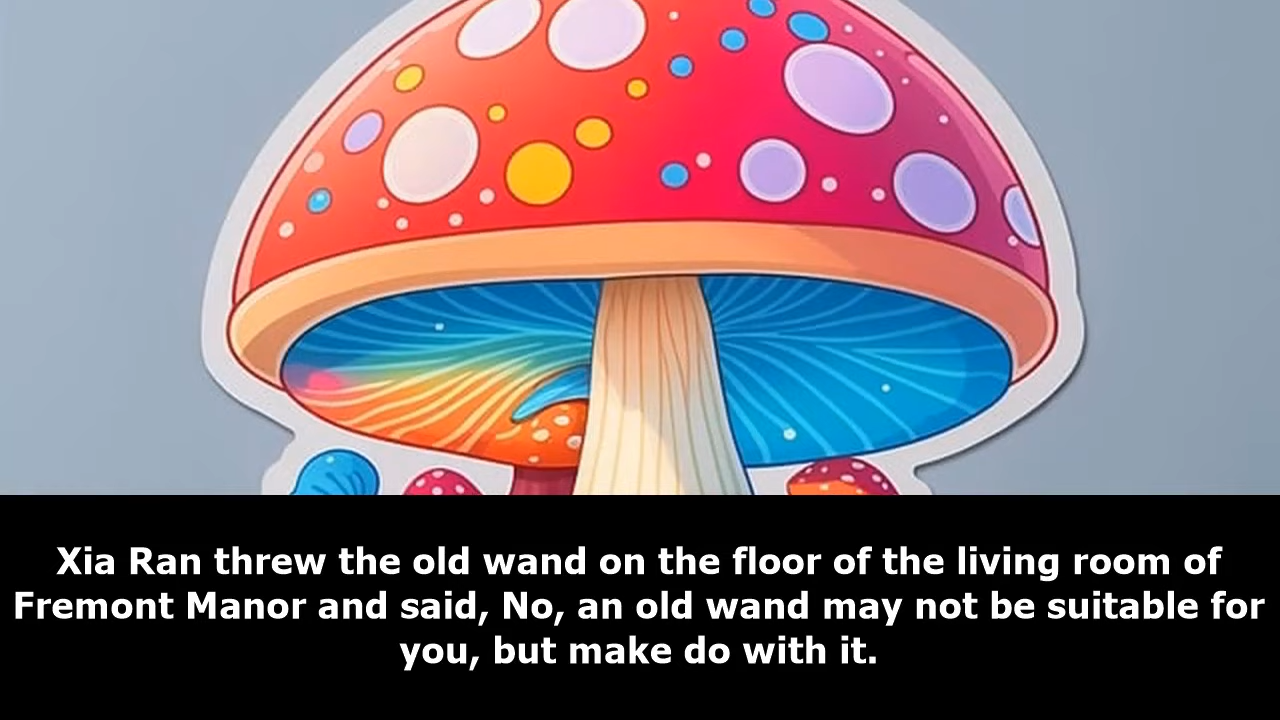 Xia Ran threw the old wand on the floor of the living room of
Fremont Manor and said, No, an old wand may not be suitable for
you, but make do with it.